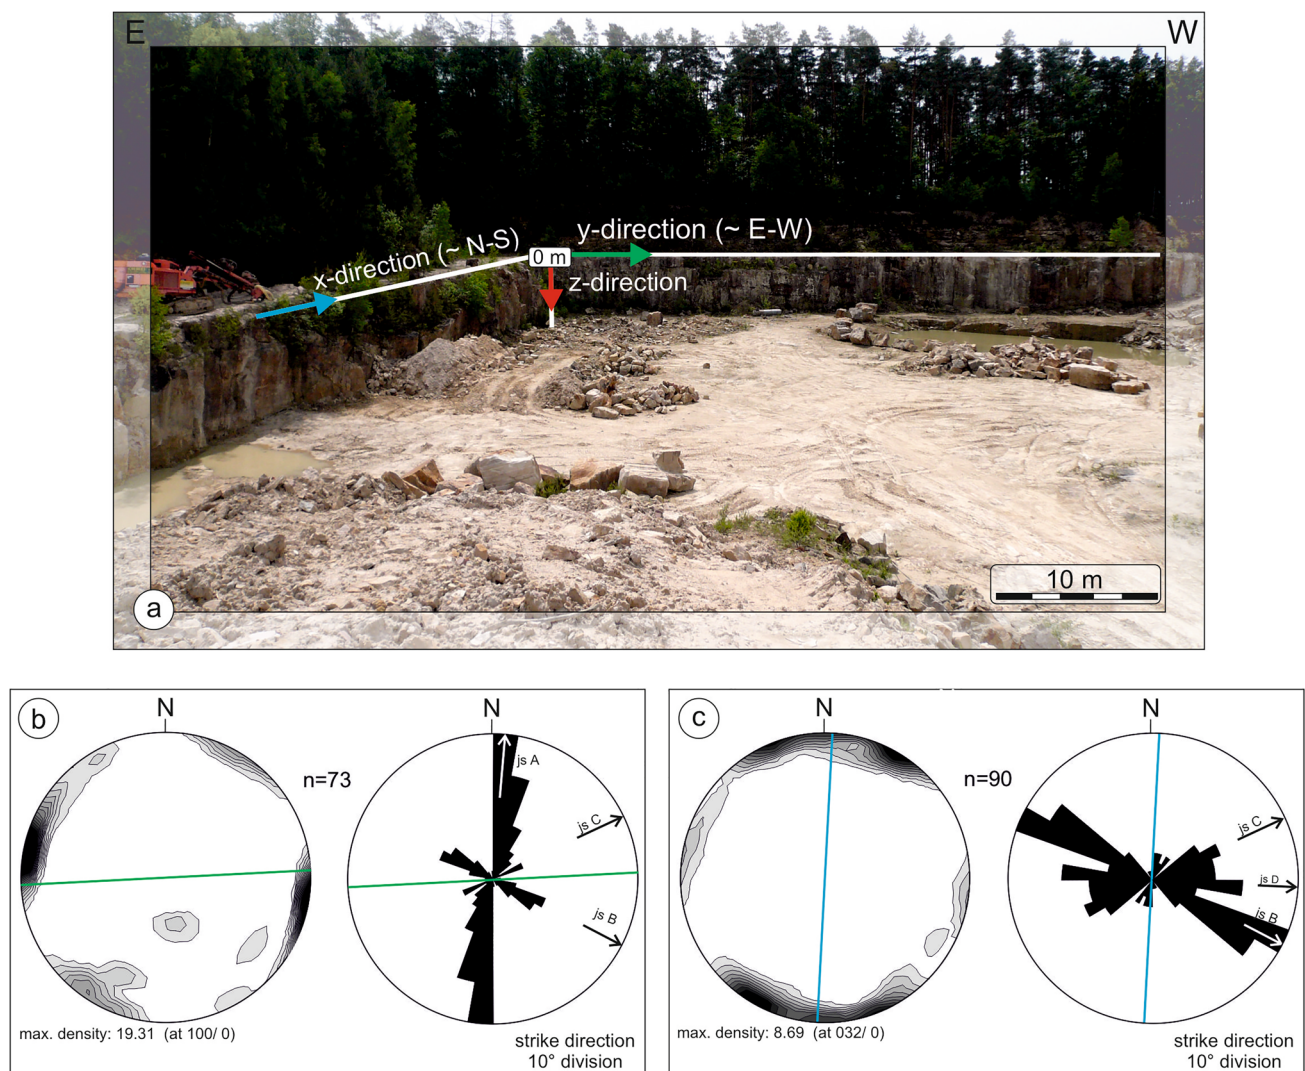 E
W
x-direction (~ N-S)
0 m
y-direction (~ E-W)
z-direction
10 m
a
b
N
n=73
N
js A
js C
js B
max. density: 19.31 (at 100/ 0)
strike direction
10° division
c
N
n=90
N
js C
js D
js B
max. density: 8.69 (at 032/ 0)
strike direction
10° division